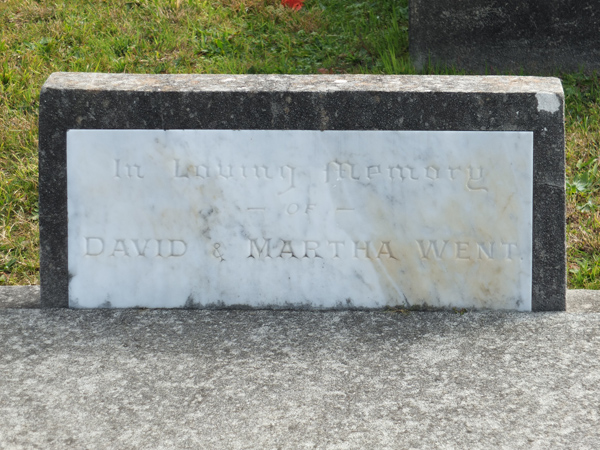 In Loving Memory
— OF —
DAVID & MARTHA WENT.